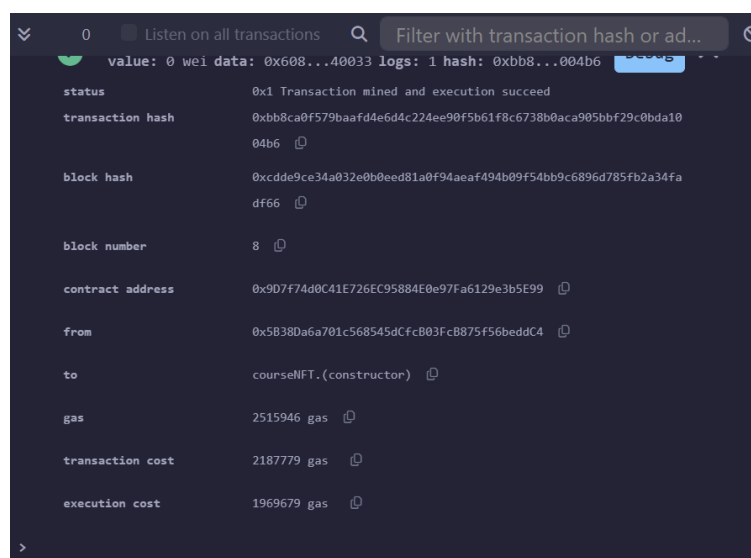 0 Listen on all transactions Filter with transaction hash or ad...
value: 0 wei data: 0x608...40033 logs: 1 hash: 0xbb8...004b6 Debug
status 0x1 Transaction mined and execution succeed
transaction hash 0xbb8ca0f579baafd4e6d4c224ee90f5b61f8c6738b0aca905bbf29c0bda10
04b6
block hash 0xcdde9ce34a032e0b0eed81a0f94aeaf494b09f54bb9c6896d785fb2a34fa
df66
block number 8
contract address 0x9D7f74d0C41E726EC95884E0e97Fa6129e3b5E99
from 0x5B38Da6a701c568545dCfcB03FcB875f56beddC4
to courseNFT.(constructor)
gas 2515946 gas
transaction cost 2187779 gas
execution cost 1969679 gas
>